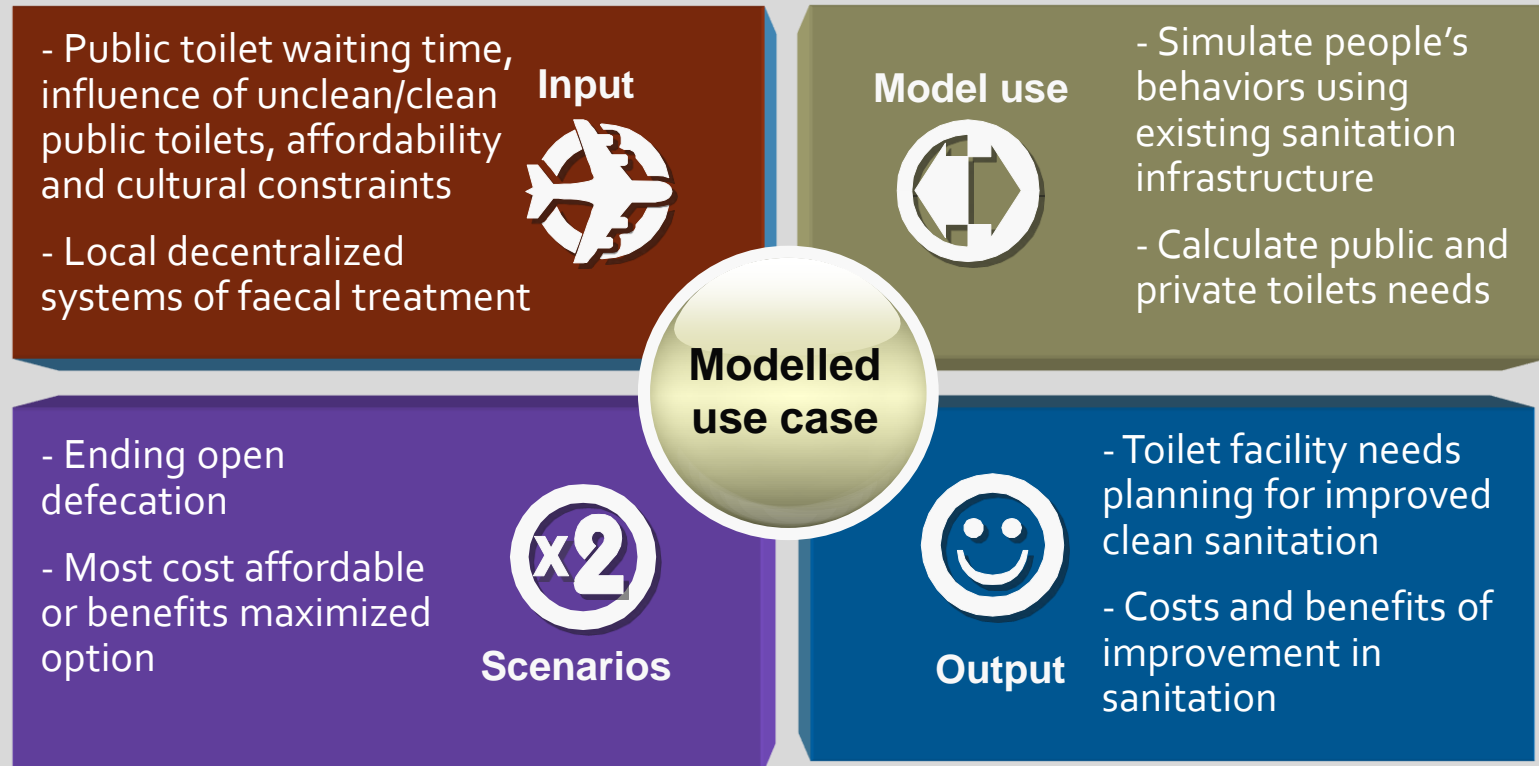 - Public toilet waiting time,
influence of unclean/clean
public toilets, affordability
and cultural constraints
- Local decentralized
systems of faecal treatment
Input
Model use
- Simulate people's
behaviors using
existing sanitation
infrastructure
- Calculate public and
private toilets needs
Modelled
use case
- Ending open
defecation
- Most cost affordable
or benefits maximized
option
x2
Scenarios
Output
- Toilet facility needs
planning for improved
clean sanitation
- Costs and benefits of
improvement in
sanitation